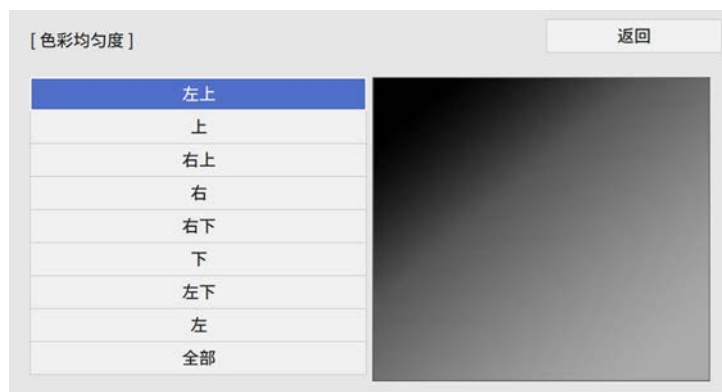 [ 色彩均匀度 ]
返回
左上
上
右上
右
右下
下
左下
左
全部